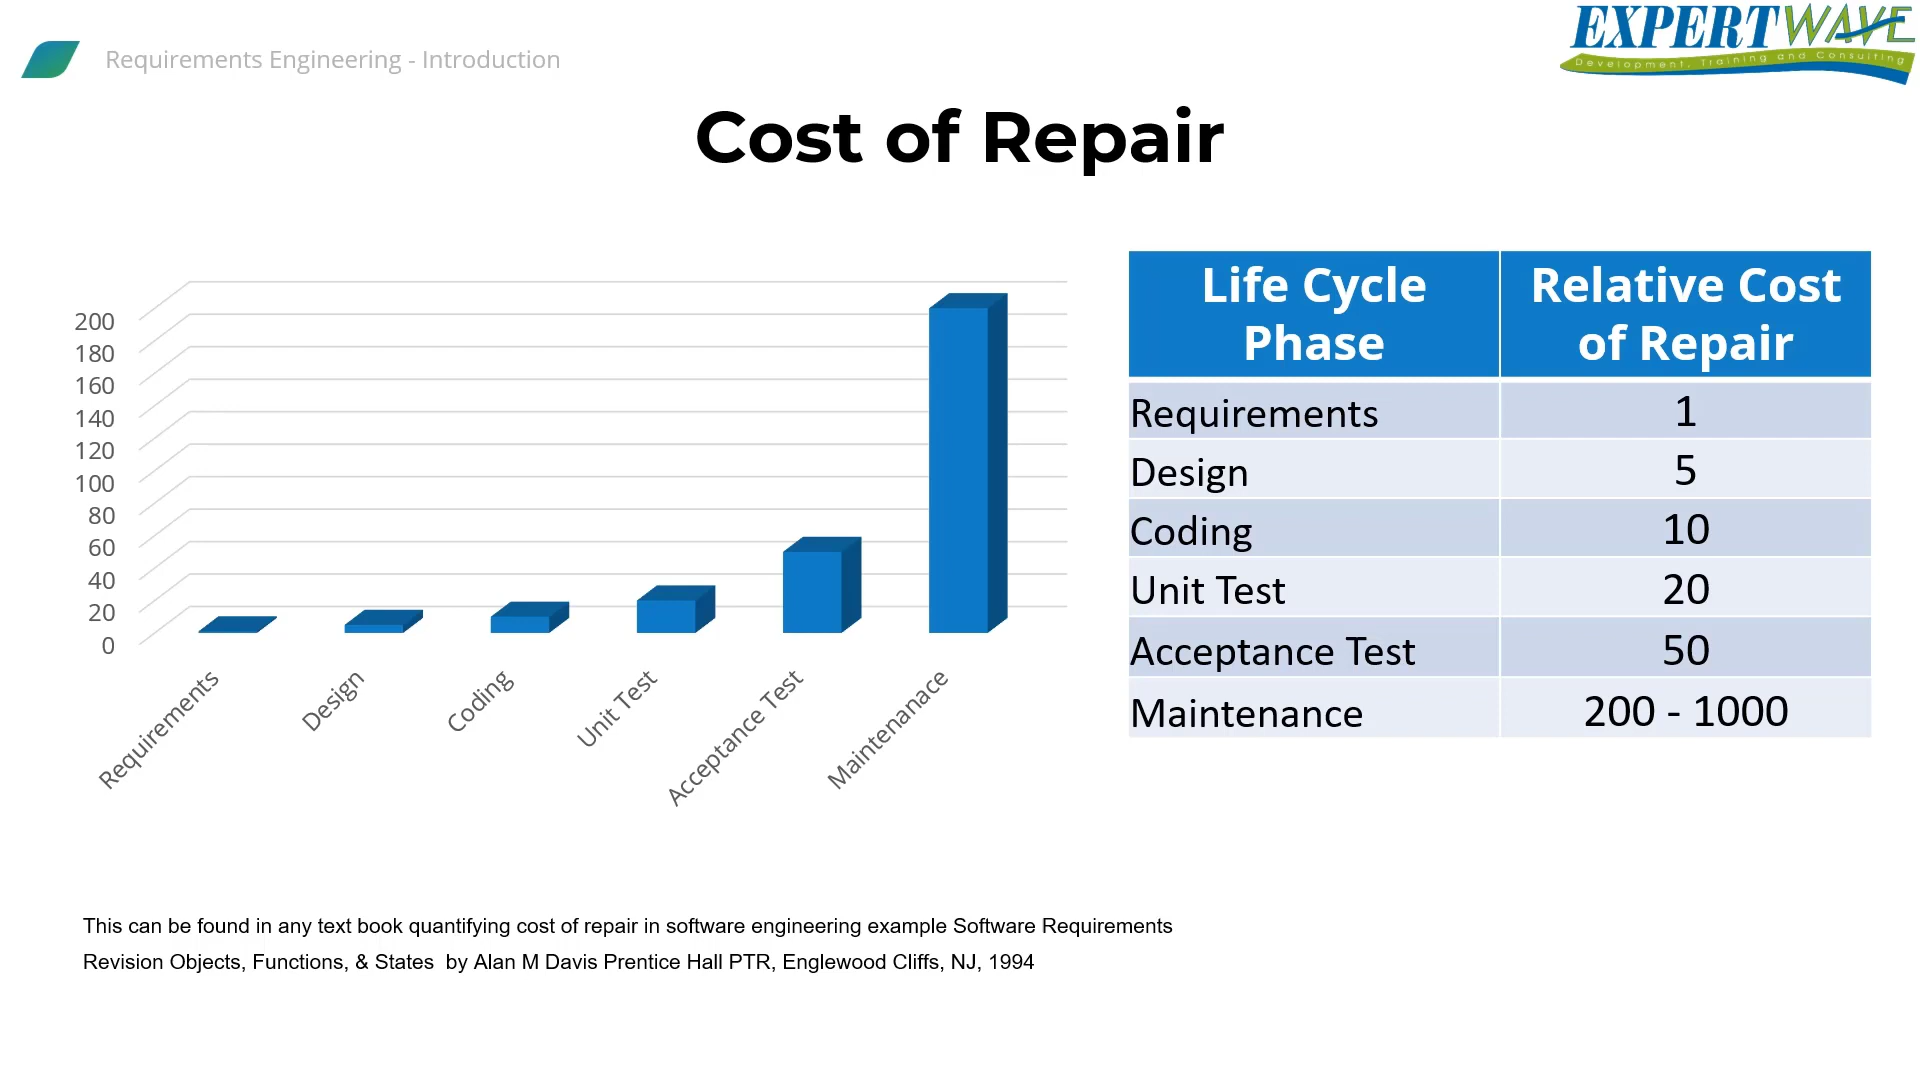 Requirements Engineering - Introduction
EXPERTWAVE
Development, Training and Consulting
Cost of Repair
200
180
160
140
120
100
80
60
40
20
0
Requirements
Design
Coding
Unit Test
Acceptance Test
Maintenanace
Life Cycle Phase
Relative Cost of Repair
Requirements 1
Design 5
Coding 10
Unit Test 20
Acceptance Test 50
Maintenance 200 - 1000
This can be found in any text book quantifying cost of repair in software engineering example Software Requirements
Revision Objects, Functions, & States by Alan M Davis Prentice Hall PTR, Englewood Cliffs, NJ, 1994